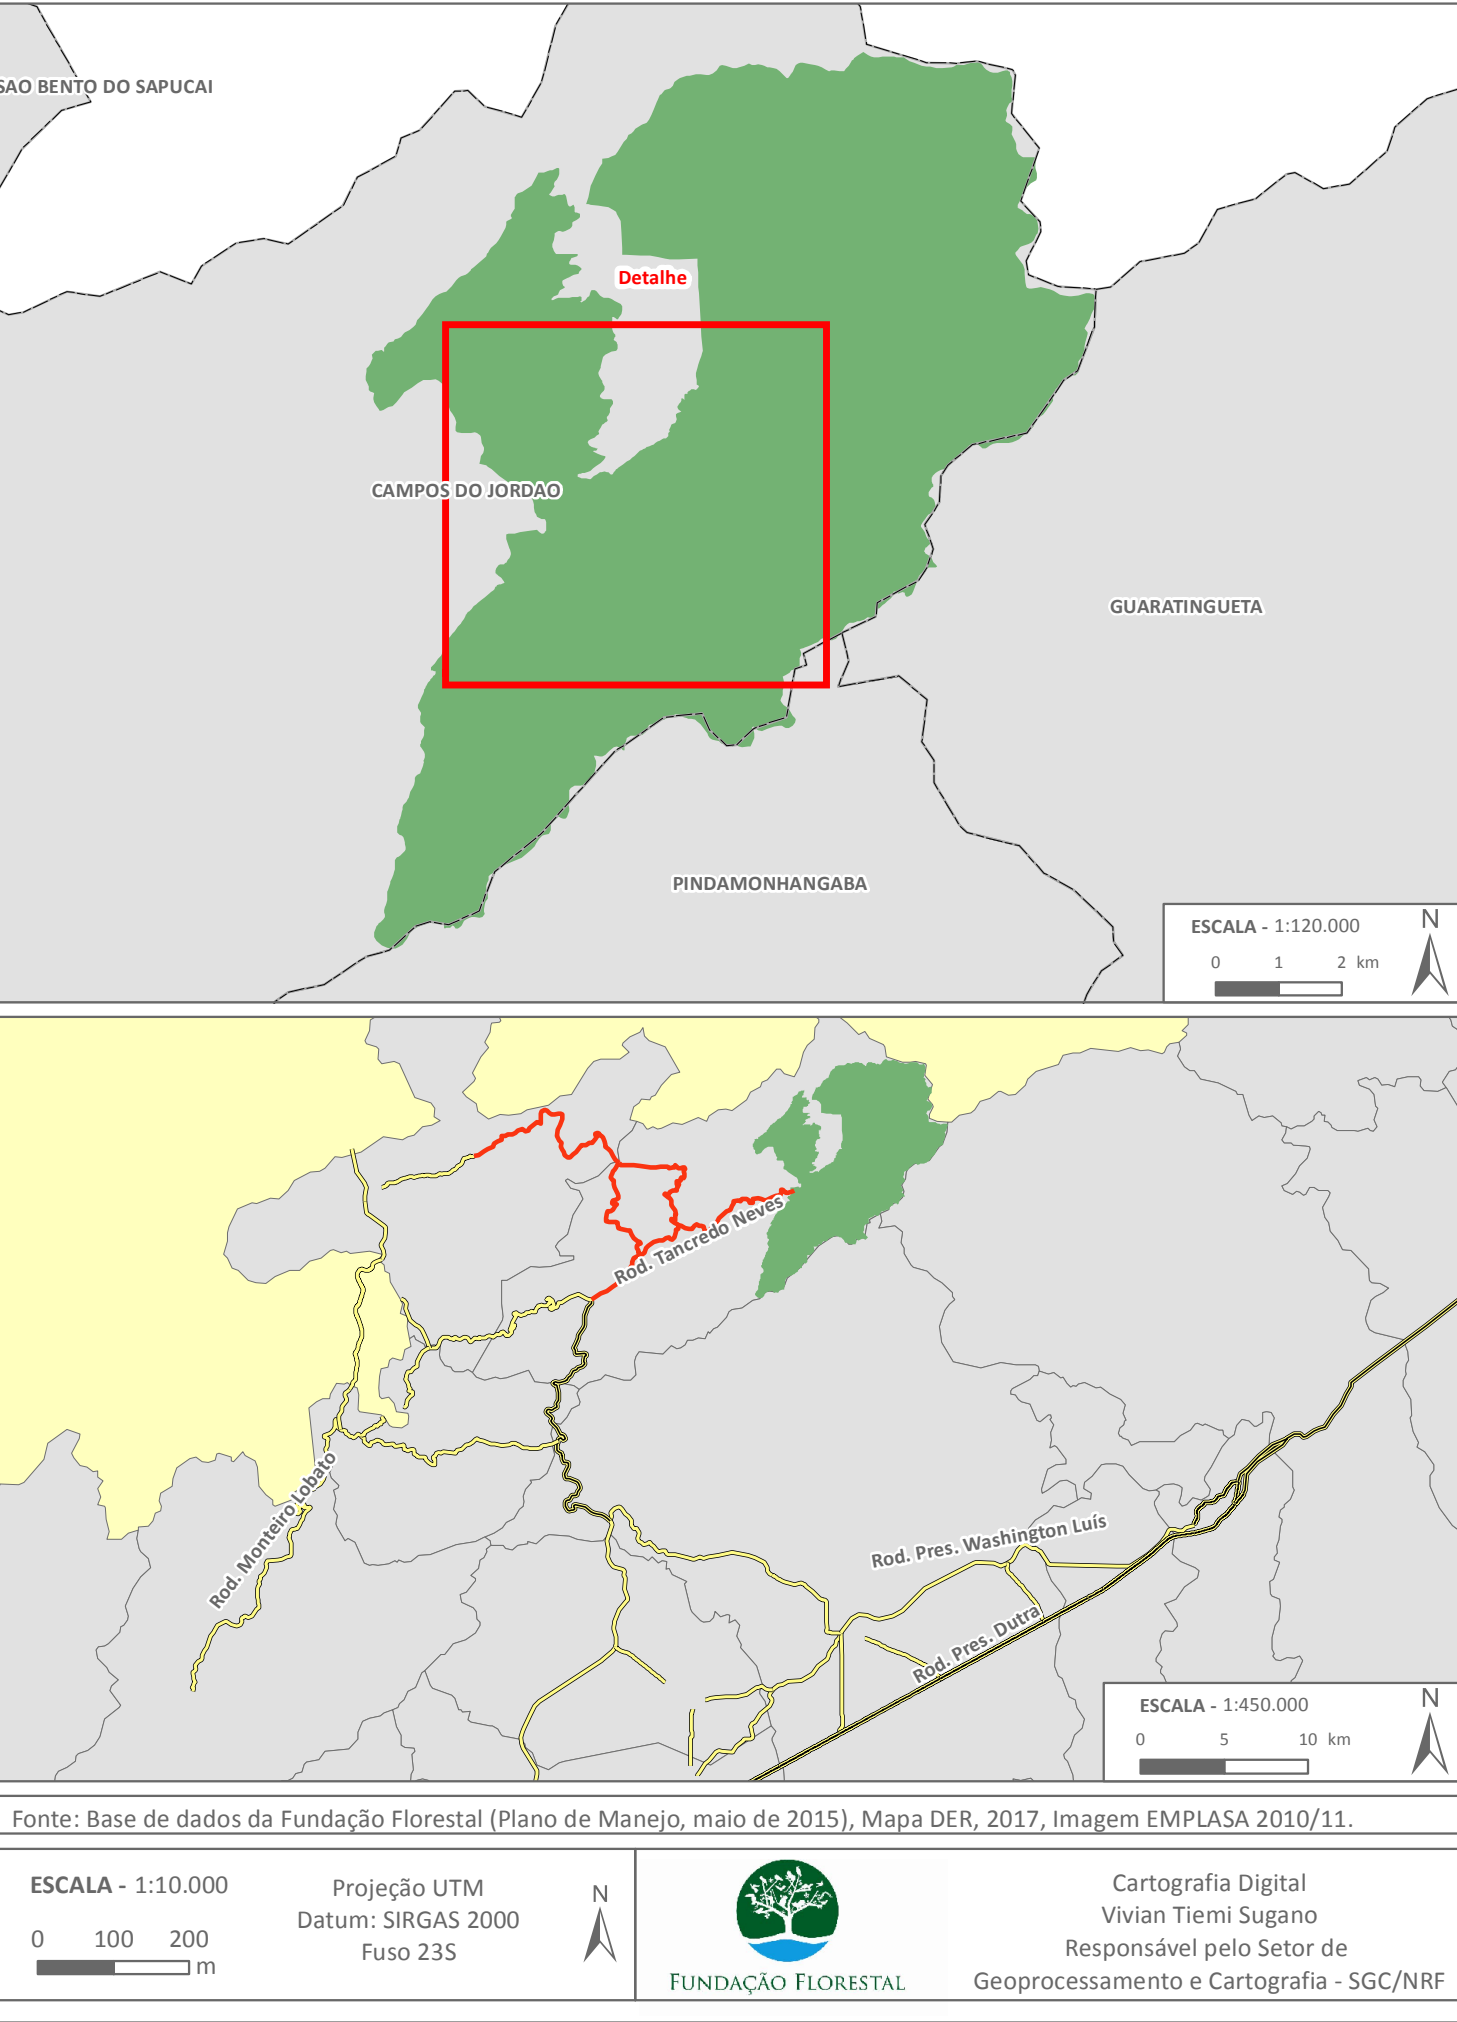 SAO BENTO DO SAPUCAI
Detalhe
CAMPOS DO JORDAO
GUARATINGUETA
PINDAMONHANGABA
ESCALA - 1:120.000
N
0 1 2 km
Rod. Tancredo Neves
Rod. Monteiro Lobato
Rod. Pres. Washington Luís
Rod. Pres. Dutra
ESCALA - 1:450.000
N
0 5 10 km
Fonte: Base de dados da Fundação Florestal (Plano de Manejo, maio de 2015), Mapa DER, 2017, Imagem EMPLASA 2010/11.
ESCALA - 1:10.000
0 100 200
m
Projeção UTM
Datum: SIRGAS 2000
Fuso 23S
N
FUNDAÇÃO FLORESTAL
Cartografia Digital
Vivian Tiemi Sugano
Responsável pelo Setor de
Geoprocessamento e Cartografia - SGC/NRF